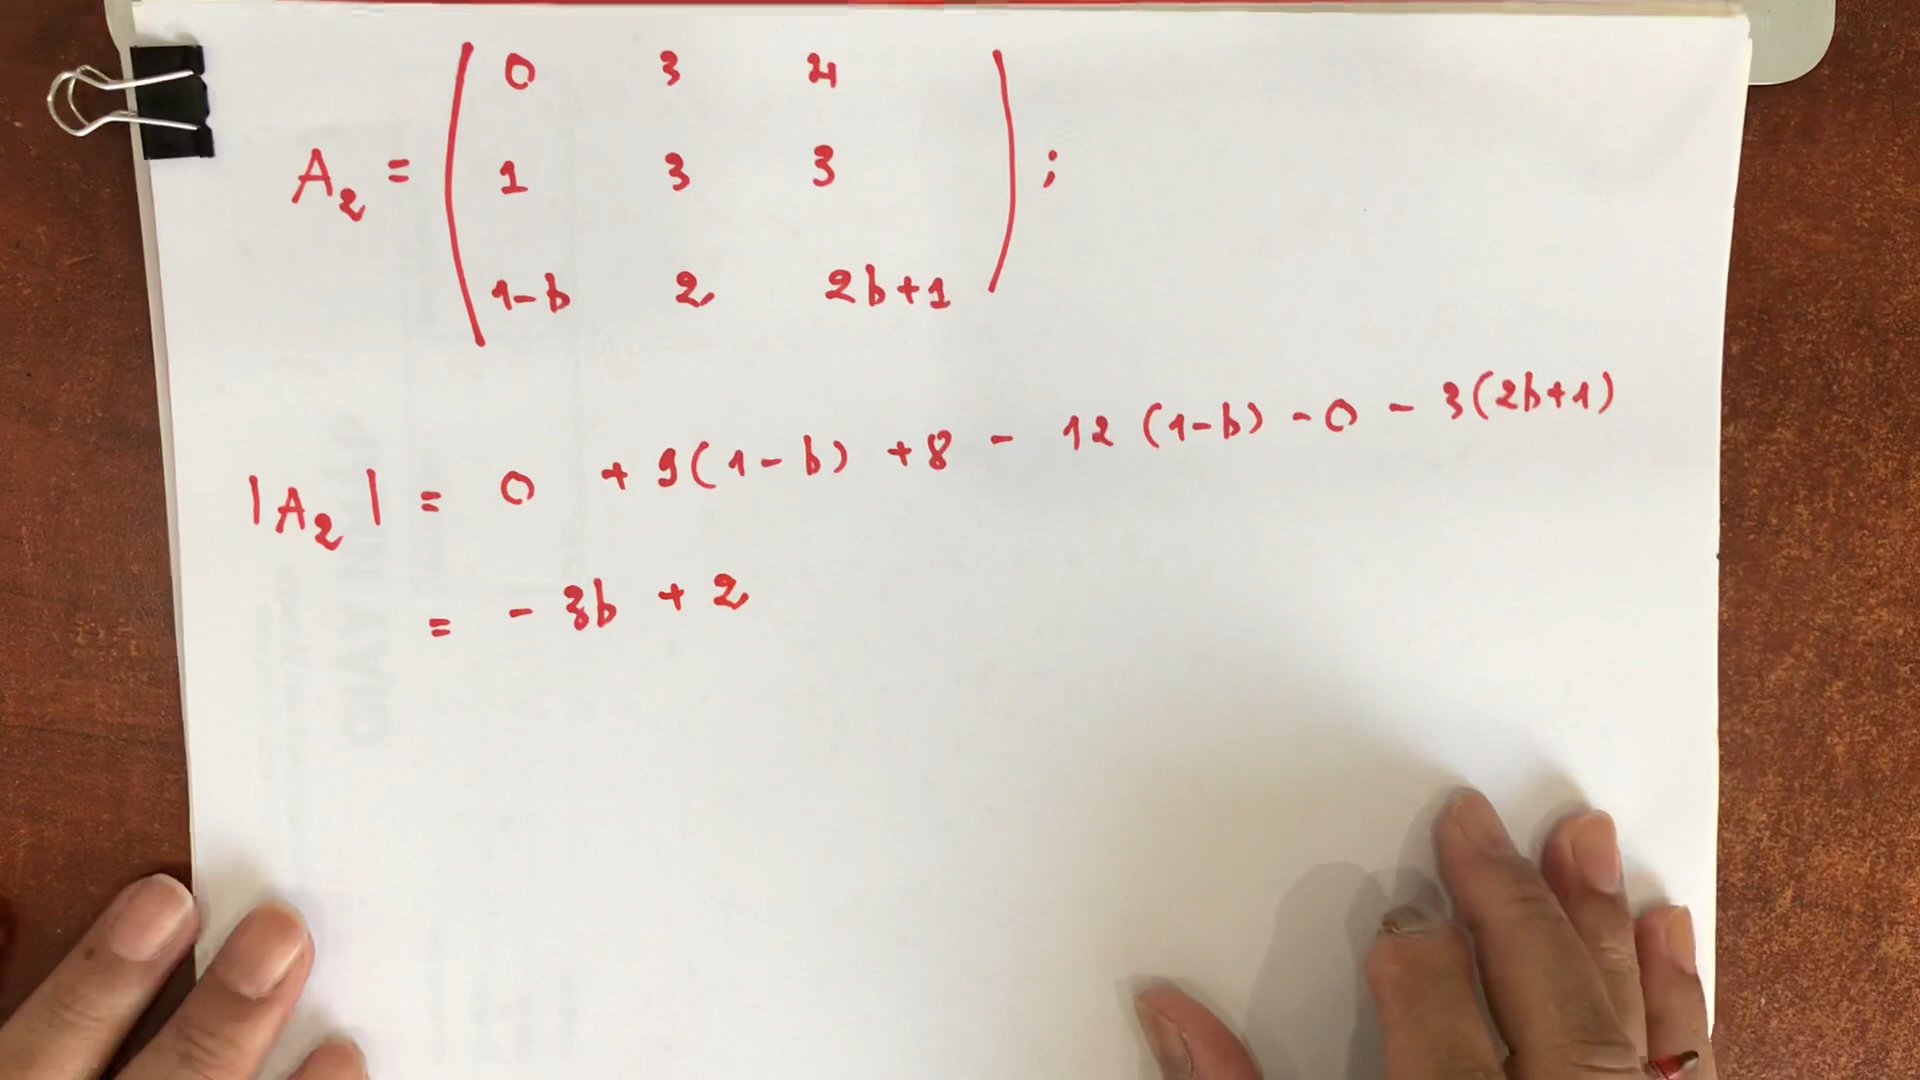 0 3 4
A₂ = ( 1 3 3 ) ;
1-b 2 2b+1
|A₂| = 0 + 9(1-b) + 8 - 12(1-b) - 0 - 3(2b+1)
= - 3b + 2